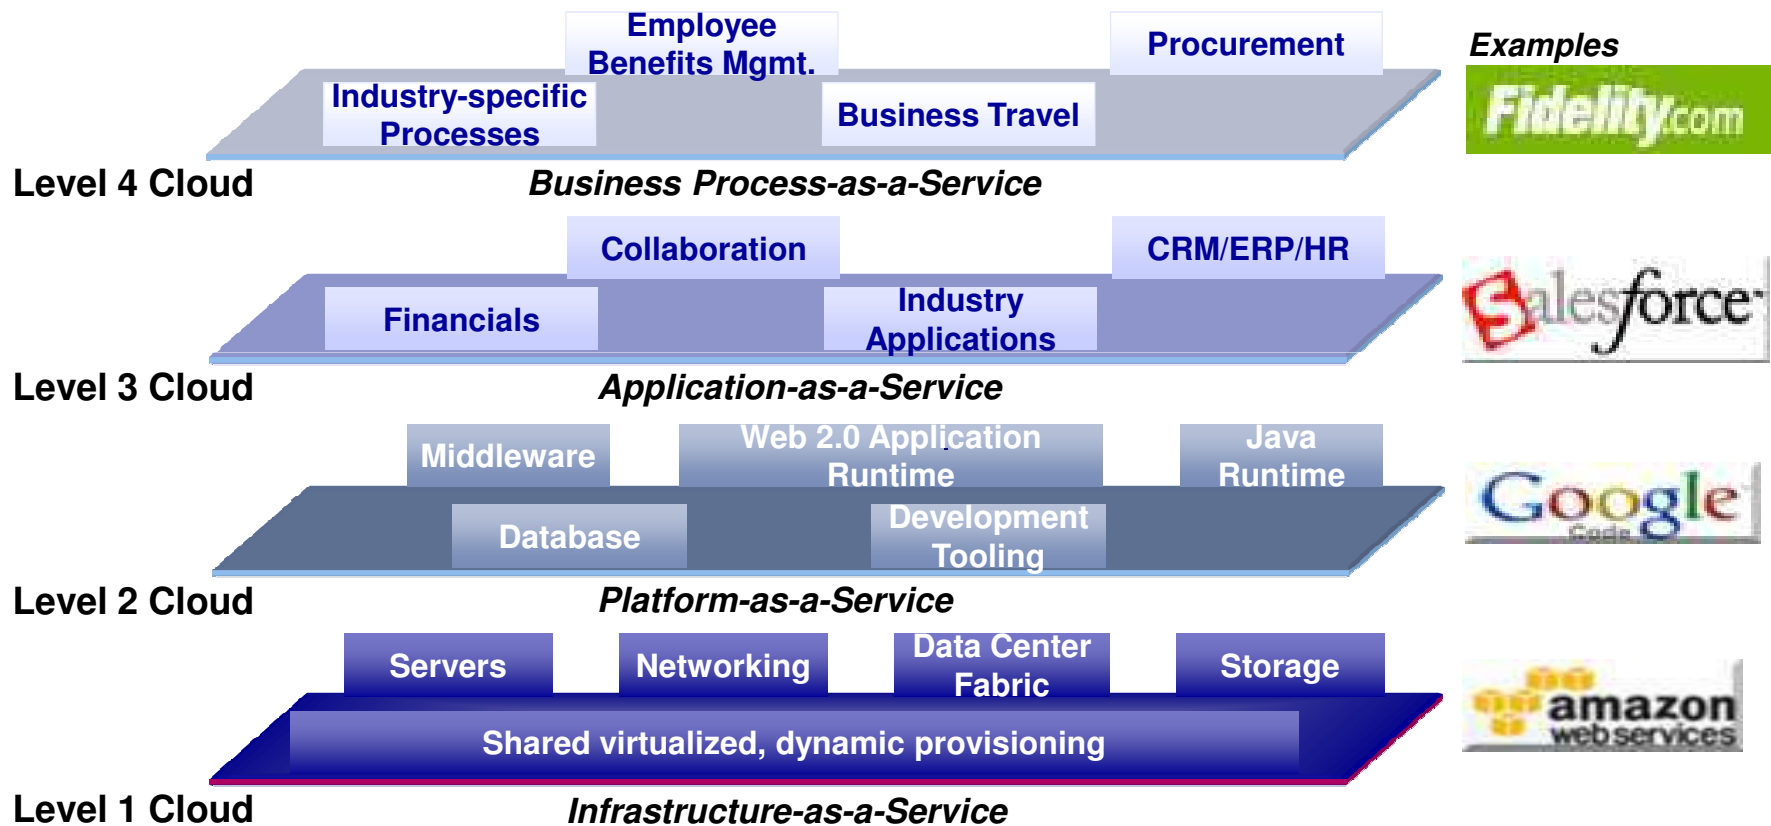 Employee
Benefits Mgmt.
Procurement
Examples
Industry-specific
Processes
Business Travel
Fidelity.com
Level 4 Cloud
Business Process-as-a-Service
Collaboration
CRM/ERP/HR
Financials
Industry
Applications
Salesforce
Level 3 Cloud
Application-as-a-Service
Middleware
Web 2.0 Application
Runtime
Java
Runtime
Database
Development
Tooling
Google
Code
Level 2 Cloud
Platform-as-a-Service
Servers
Networking
Data Center
Fabric
Storage
Shared virtualized, dynamic provisioning
amazon
webservices
Level 1 Cloud
Infrastructure-as-a-Service